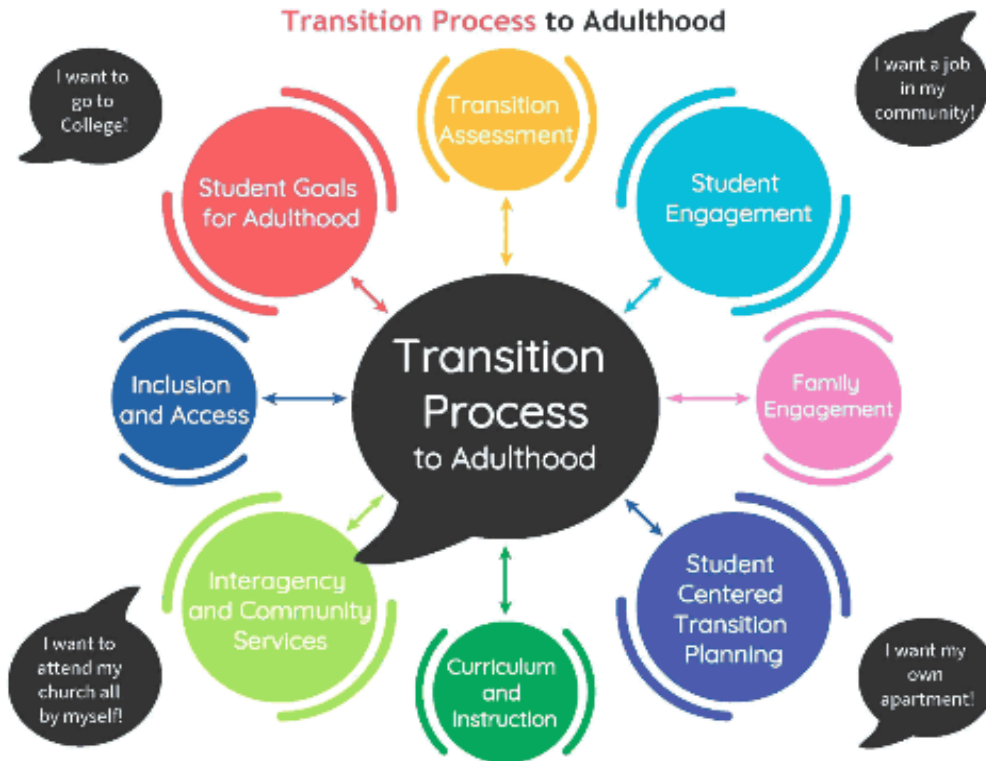 Transition Process to Adulthood
I want to
go to
College!
Transition
Assessment
I want a job
in my
community!
Student Goals
for Adulthood
Student
Engagement
Inclusion
and Access
Transition
Process
to Adulthood
Family
Engagement
Interagency
and Community
Services
Curriculum
and
Instruction
Student
Centered
Transition
Planning
I want to
attend my
church all
by myself!
I want my
own
apartment!